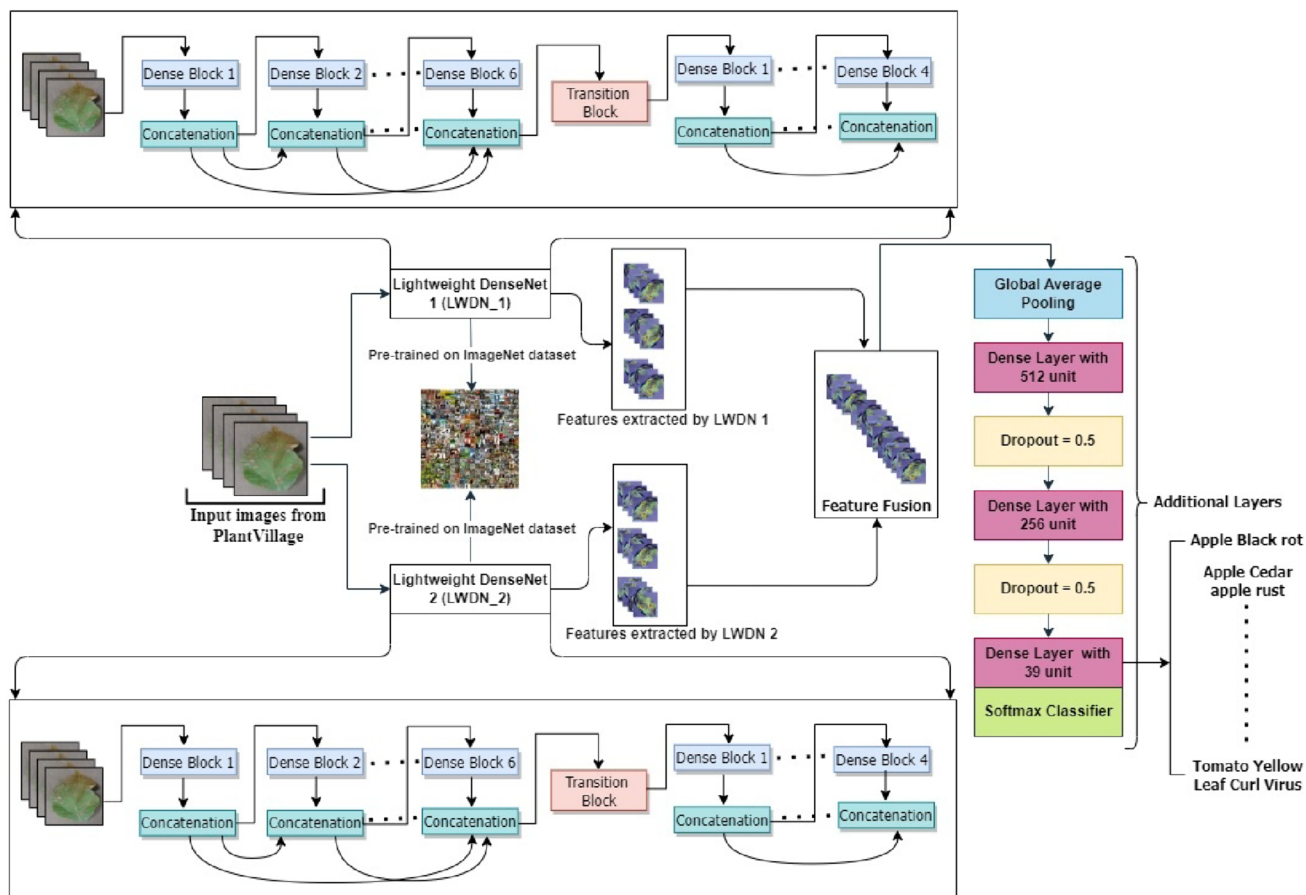 Dense Block 1
Dense Block 2
Dense Block 6
Transition
Block
Dense Block 1
Dense Block 4
Concatenation
Concatenation
Concatenation
Concatenation
Concatenation
Lightweight DenseNet
1 (LWDN_1)
Pre-trained on ImageNet dataset
Features extracted by LWDN 1
Input images from
PlantVillage
Pre-trained on ImageNet dataset
Lightweight DenseNet
2 (LWDN_2)
Features extracted by LWDN 2
Feature Fusion
Global Average
Pooling
Dense Layer with
512 unit
Dropout = 0.5
Dense Layer with
256 unit
Dropout = 0.5
Dense Layer with
39 unit
Softmax Classifier
Additional Layers
Apple Black rot
Apple Cedar
apple rust
Tomato Yellow
Leaf Curl Virus
Dense Block 1
Dense Block 2
Dense Block 6
Transition
Block
Dense Block 1
Dense Block 4
Concatenation
Concatenation
Concatenation
Concatenation
Concatenation